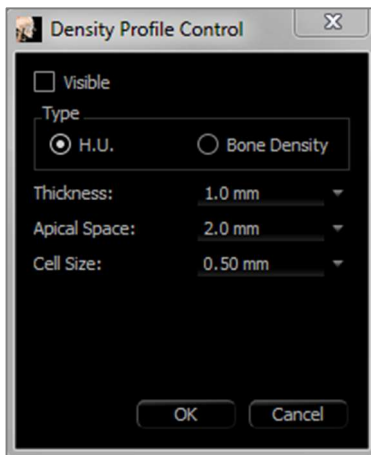 Density Profile Control
Visible
Type
H.U. Bone Density
Thickness: 1.0 mm
Apical Space: 2.0 mm
Cell Size: 0.50 mm
OK Cancel